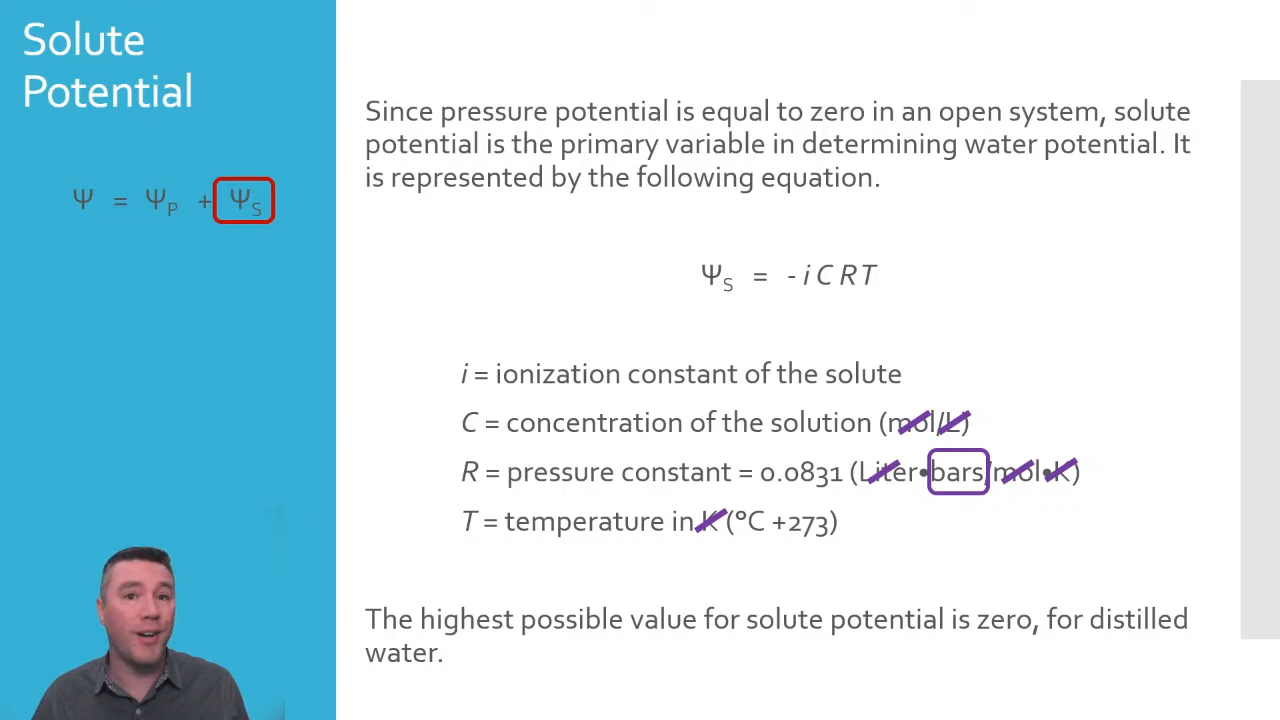 Solute
Potential
Ψ = ΨP + ΨS
Since pressure potential is equal to zero in an open system, solute
potential is the primary variable in determining water potential. It
is represented by the following equation.
ΨS = - i C R T
i = ionization constant of the solute
C = concentration of the solution (mol/L)
R = pressure constant = 0.0831 (Liter•bars/mol•K)
T = temperature in K (°C +273)
The highest possible value for solute potential is zero, for distilled
water.